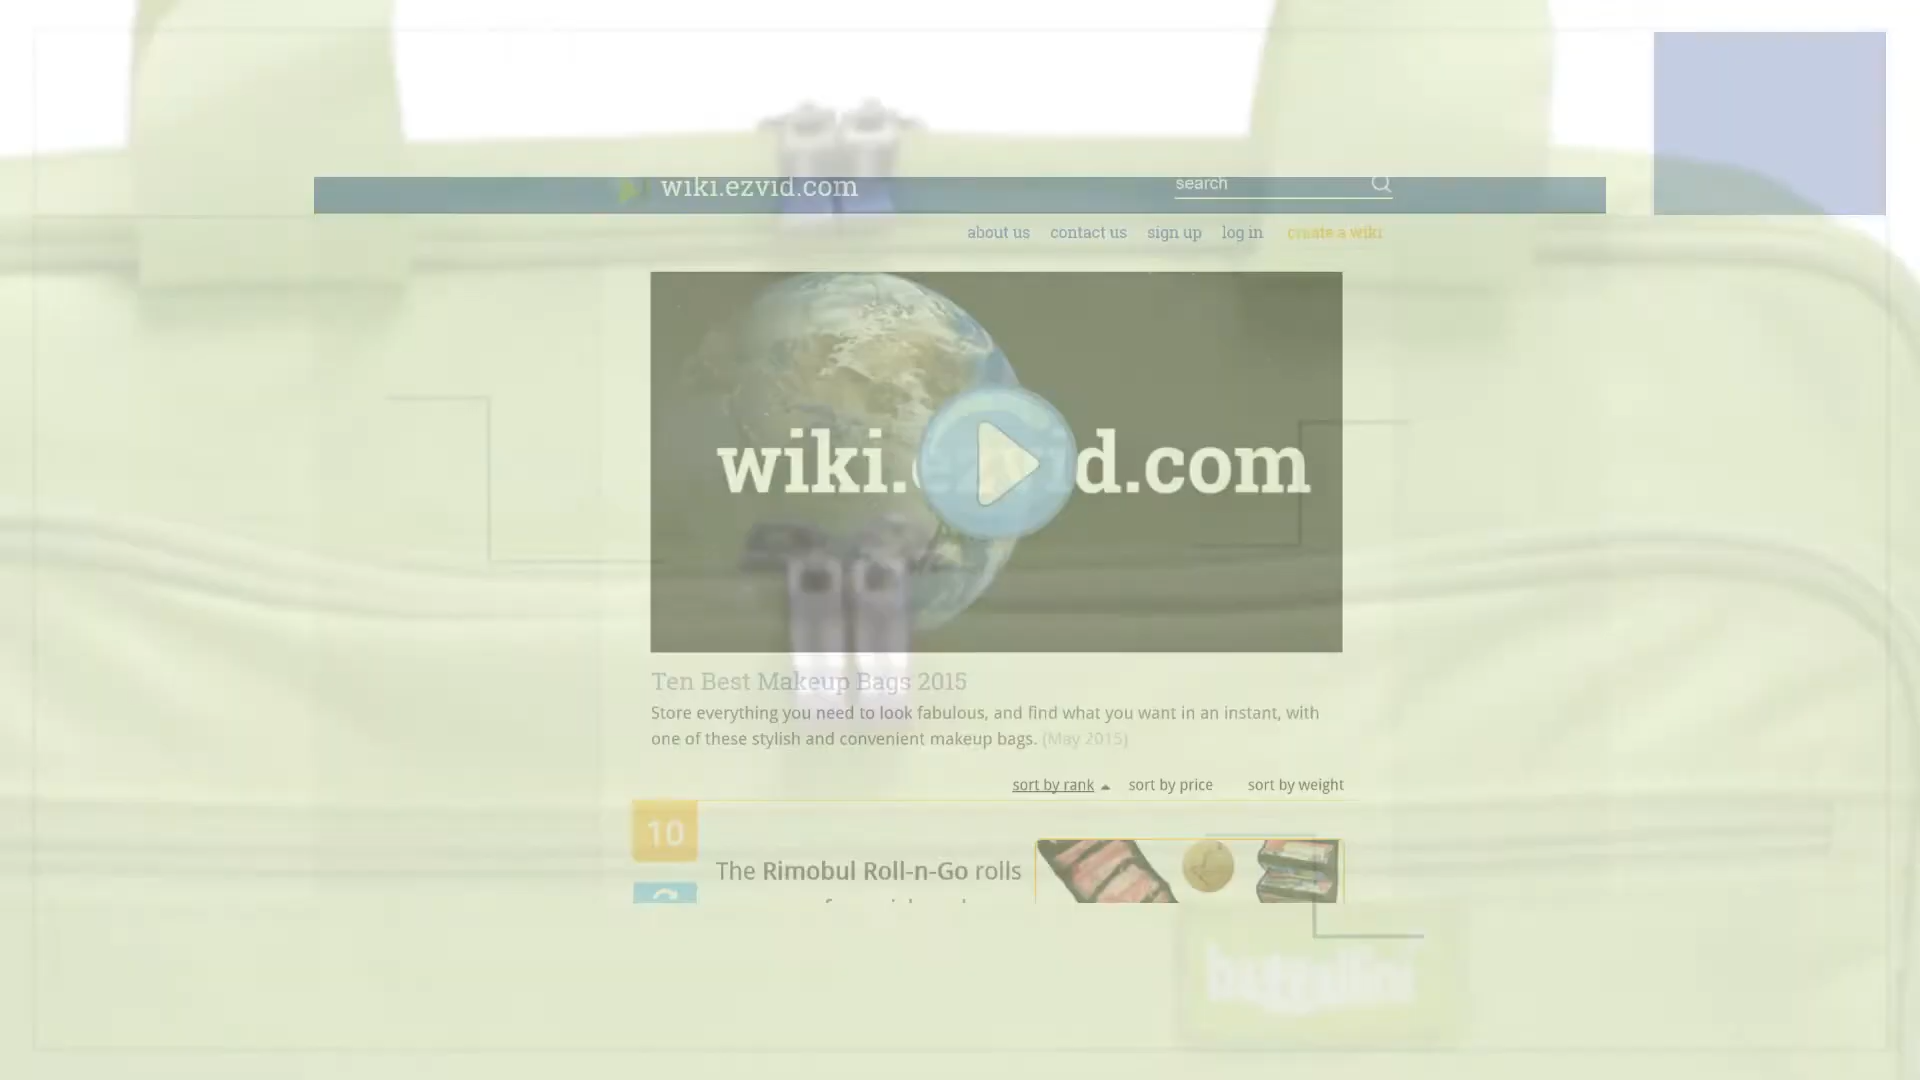 wiki.ezvid.com
search
about us contact us sign up log in create a wiki
wiki.ezvid.com
Ten Best Makeup Bags 2015
Store everything you need to look fabulous, and find what you want in an instant, with
one of these stylish and convenient makeup bags. (May 2015)
sort by rank sort by price sort by weight
10
The Rimobul Roll-n-Go rolls
baggallini